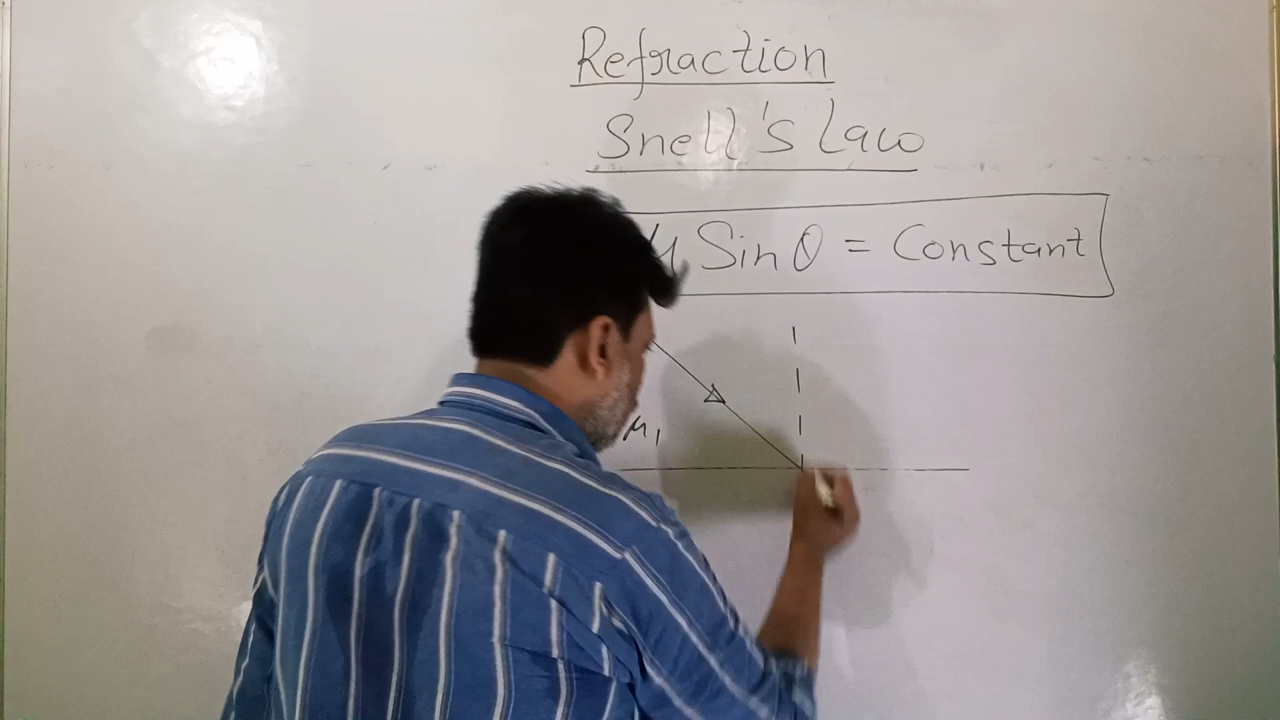 Refraction
Snell's Law
μ Sin θ = Constant
μ₁